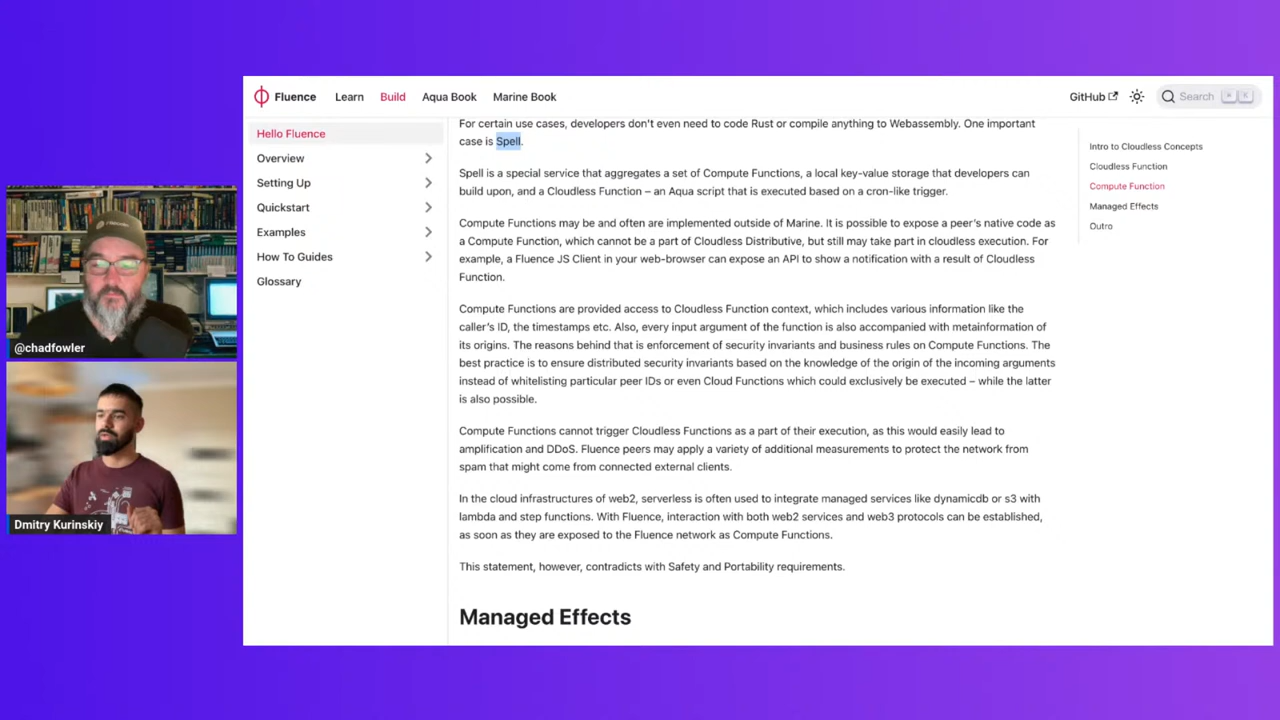 Fluence
Learn
Build
Aqua Book
Marine Book
GitHub
Search
K
Hello Fluence
Overview
Setting Up
Quickstart
Examples
How To Guides
Glossary
For certain use cases, developers don't even need to code Rust or compile anything to Webassembly. One important
case is Spell.
Spell is a special service that aggregates a set of Compute Functions, a local key-value storage that developers can
build upon, and a Cloudless Function – an Aqua script that is executed based on a cron-like trigger.
Compute Functions may be and often are implemented outside of Marine. It is possible to expose a peer's native code as
a Compute Function, which cannot be a part of Cloudless Distributive, but still may take part in cloudless execution. For
example, a Fluence JS Client in your web-browser can expose an API to show a notification with a result of Cloudless
Function.
Compute Functions are provided access to Cloudless Function context, which includes various information like the
caller's ID, the timestamps etc. Also, every input argument of the function is also accompanied with metainformation of
its origins. The reasons behind that is enforcement of security invariants and business rules on Compute Functions. The
best practice is to ensure distributed security invariants based on the knowledge of the origin of the incoming arguments
instead of whitelisting particular peer IDs or even Cloud Functions which could exclusively be executed – while the latter
is also possible.
Compute Functions cannot trigger Cloudless Functions as a part of their execution, as this would easily lead to
amplification and DDoS. Fluence peers may apply a variety of additional measurements to protect the network from
spam that might come from connected external clients.
In the cloud infrastructures of web2, serverless is often used to integrate managed services like dynamicdb or s3 with
lambda and step functions. With Fluence, interaction with both web2 services and web3 protocols can be established,
as soon as they are exposed to the Fluence network as Compute Functions.
This statement, however, contradicts with Safety and Portability requirements.
Managed Effects
Intro to Cloudless Concepts
Cloudless Function
Compute Function
Managed Effects
Outro
@chadfowler
Dmitry Kurinskiy